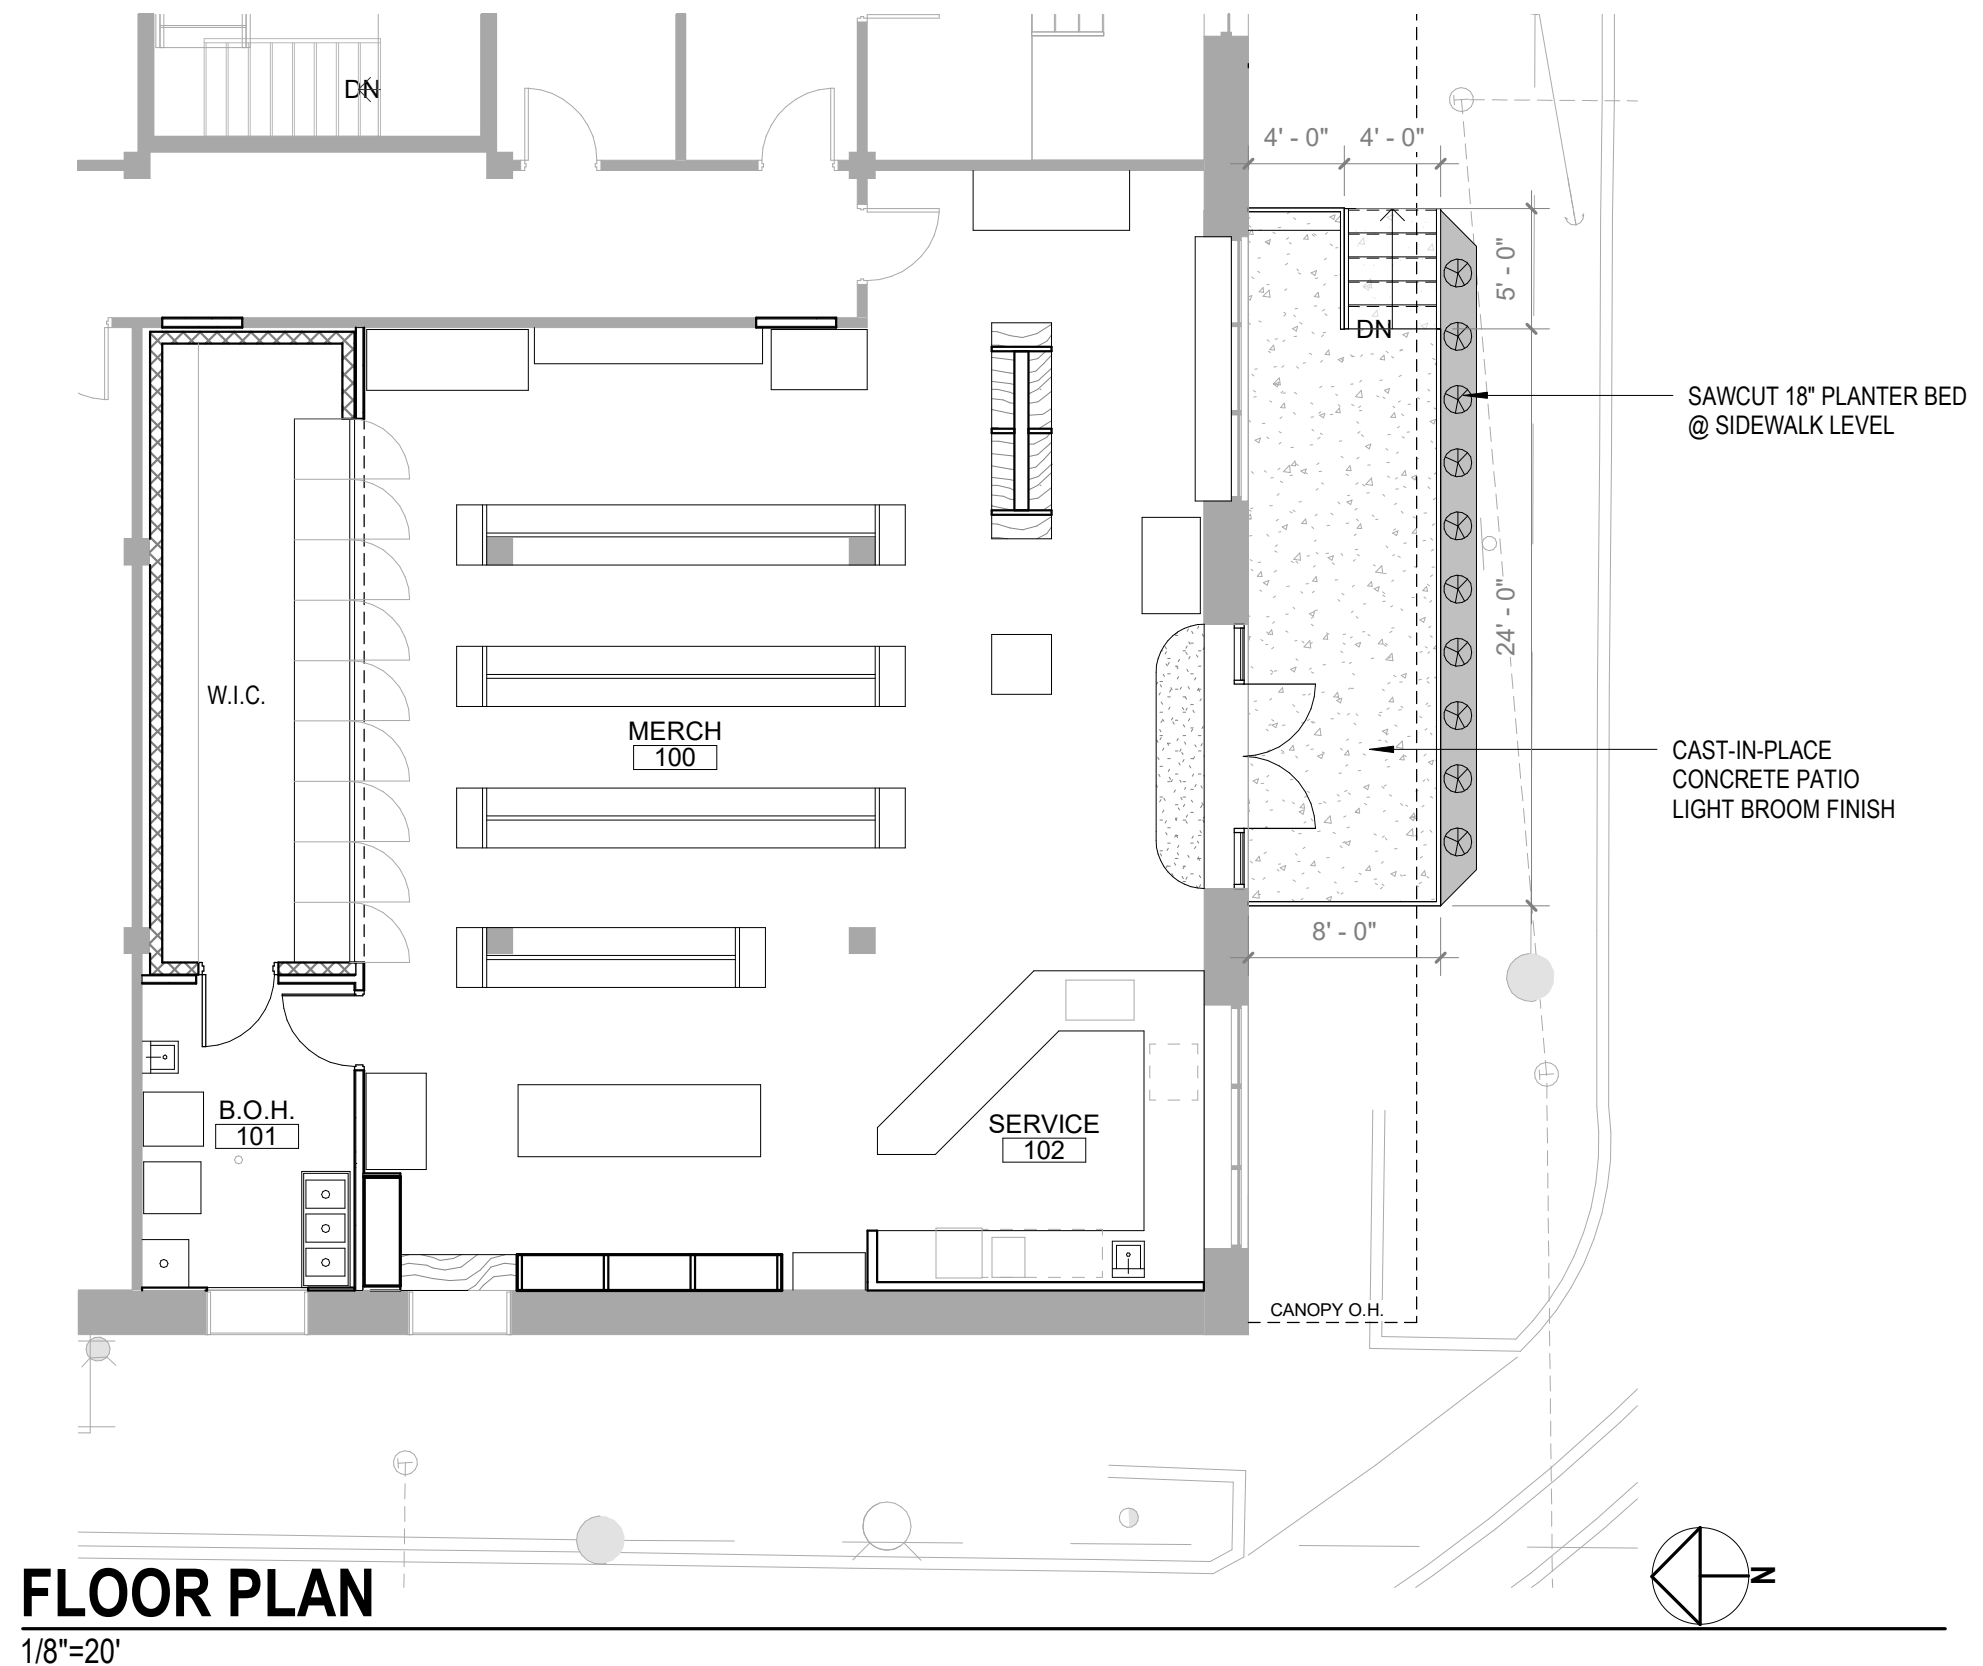 DN
4' - 0" 4' - 0"
5' - 0"
DN
SAWCUT 18" PLANTER BED
@ SIDEWALK LEVEL
24' - 0"
W.I.C.
MERCH
100
CAST-IN-PLACE
CONCRETE PATIO
LIGHT BROOM FINISH
8' - 0"
B.O.H.
101
SERVICE
102
CANOPY O.H.
N
FLOOR PLAN
1/8"=20'